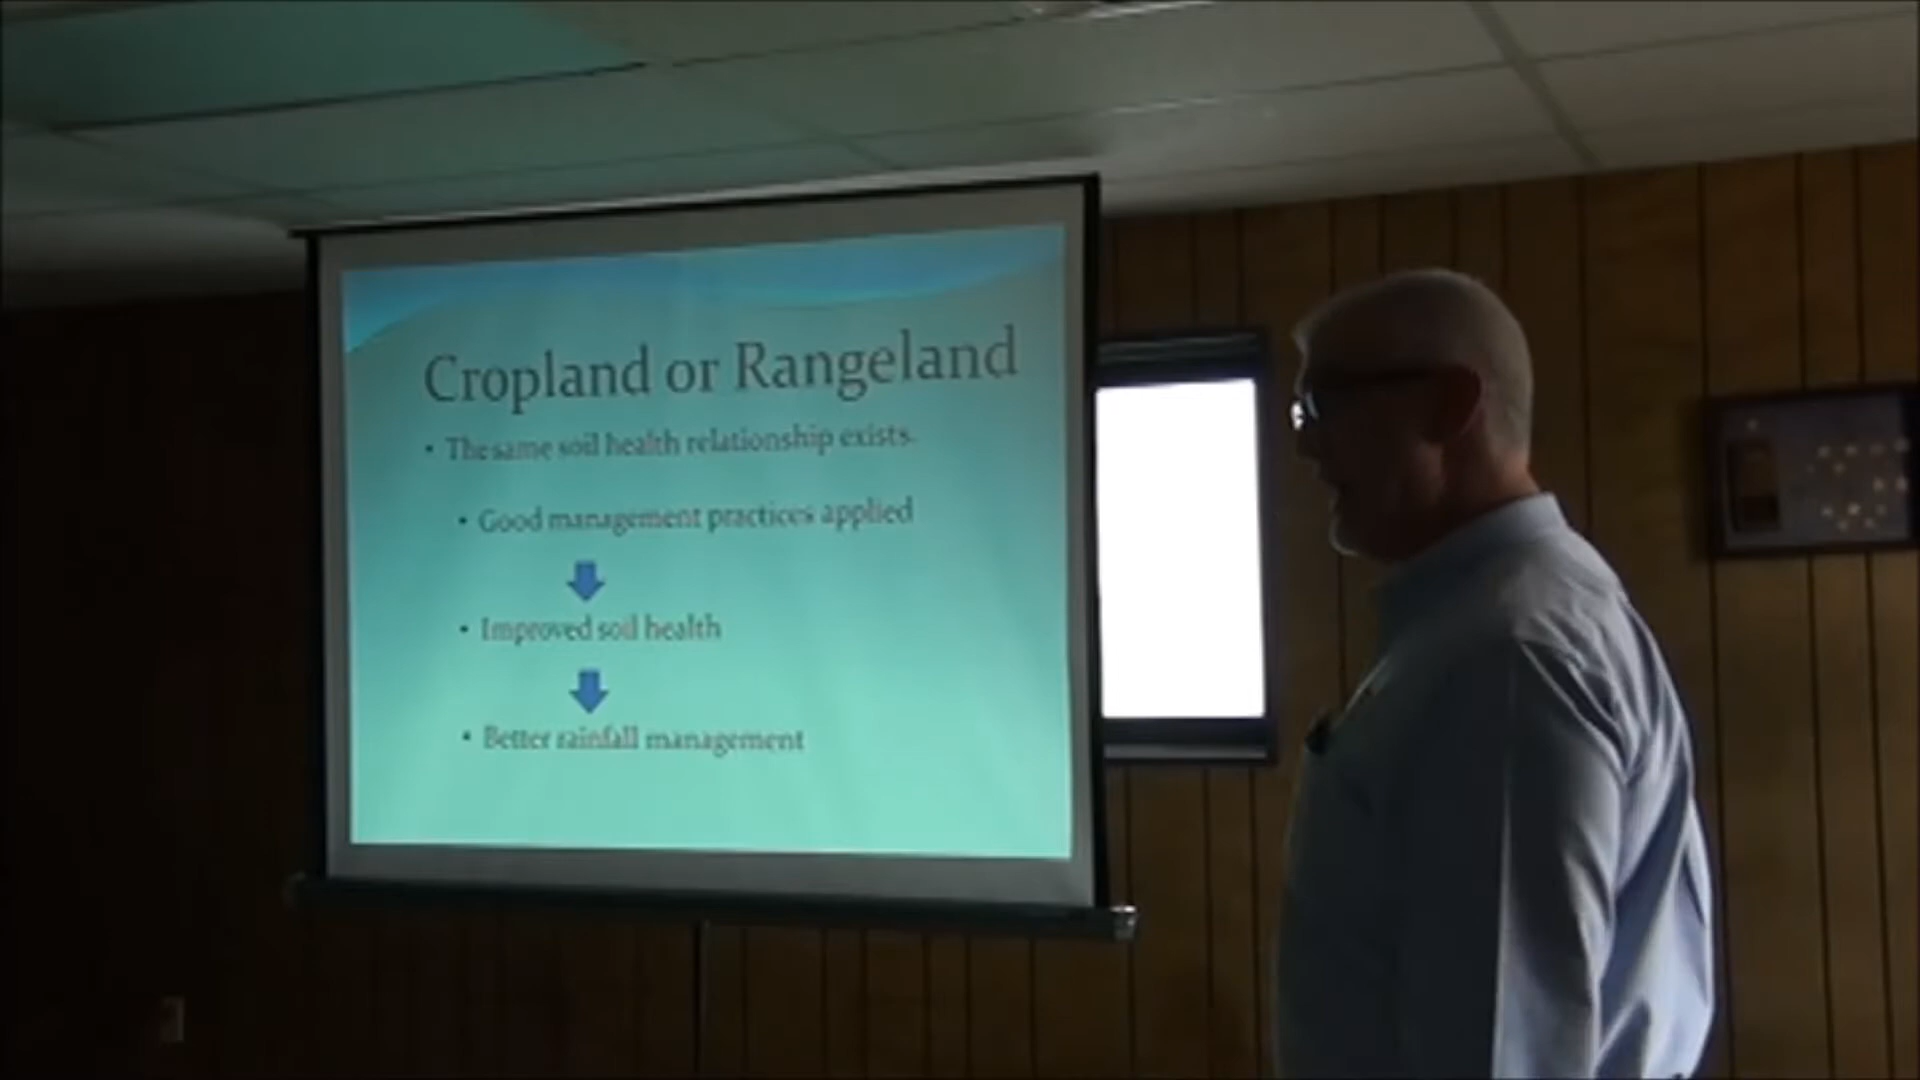 Cropland or Rangeland
• The same soil health relationship exists.
• Good management practices applied
• Improved soil health
• Better rainfall management